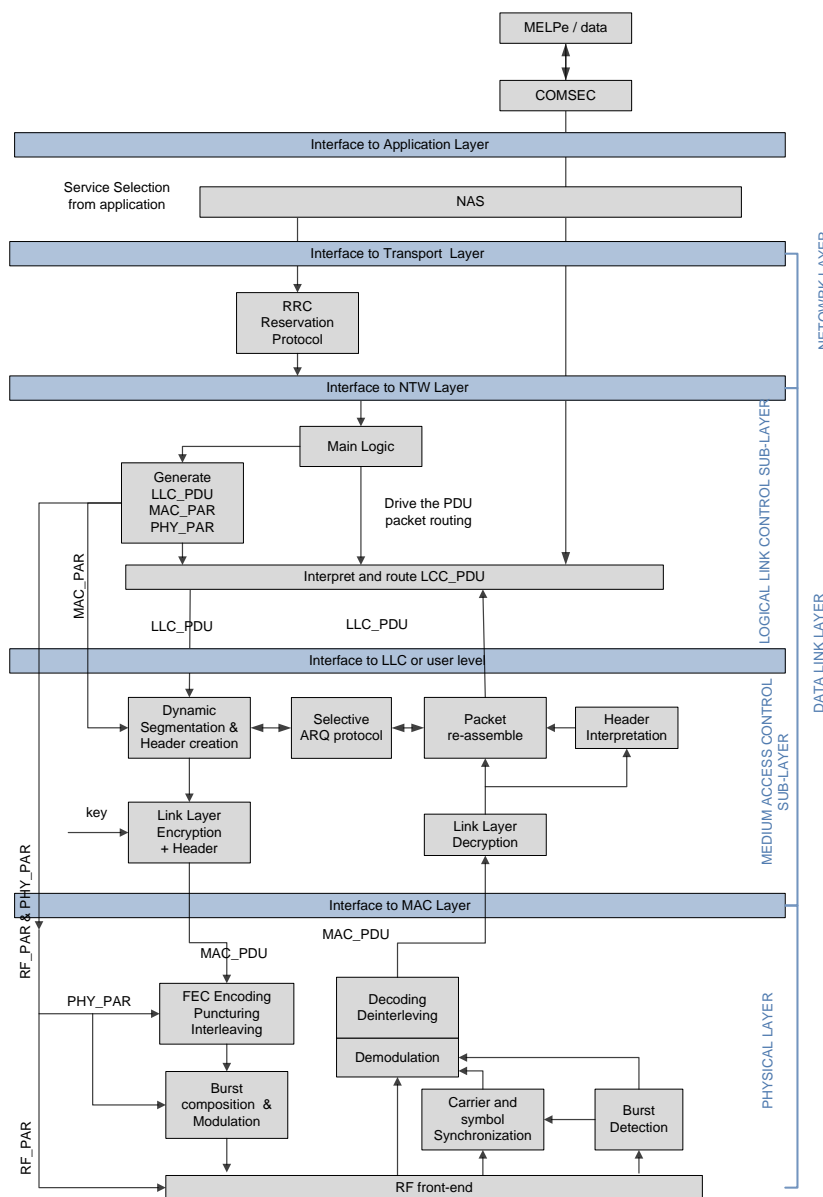 MELPe / data
COMSEC
Interface to Application Layer
Service Selection
from application
NAS
Interface to Transport Layer
NETOWRK LAYER
RRC
Reservation
Protocol
Interface to NTW Layer
Main Logic
Generate
LLC_PDU
MAC_PAR
PHY_PAR
Drive the PDU
packet routing
MAC_PAR
Interpret and route LCC_PDU
LOGICAL LINK CONTROL SUB-LAYER
DATA LINK LAYER
LLC_PDU
LLC_PDU
Interface to LLC or user level
Dynamic
Segmentation &
Header creation
Selective
ARQ protocol
Packet
re-assemble
Header
Interpretation
MEDIUM ACCESS CONTROL
SUB-LAYER
key
Link Layer
Encryption
+ Header
Link Layer
Decryption
RF_PAR & PHY_PAR
Interface to MAC Layer
MAC_PDU
MAC_PDU
PHY_PAR
FEC Encoding
Puncturing
Interleaving
Decoding
Deinterleving
Demodulation
PHYSICAL LAYER
Burst
composition &
Modulation
Carrier and
symbol
Synchronization
Burst
Detection
RF_PAR
RF front-end